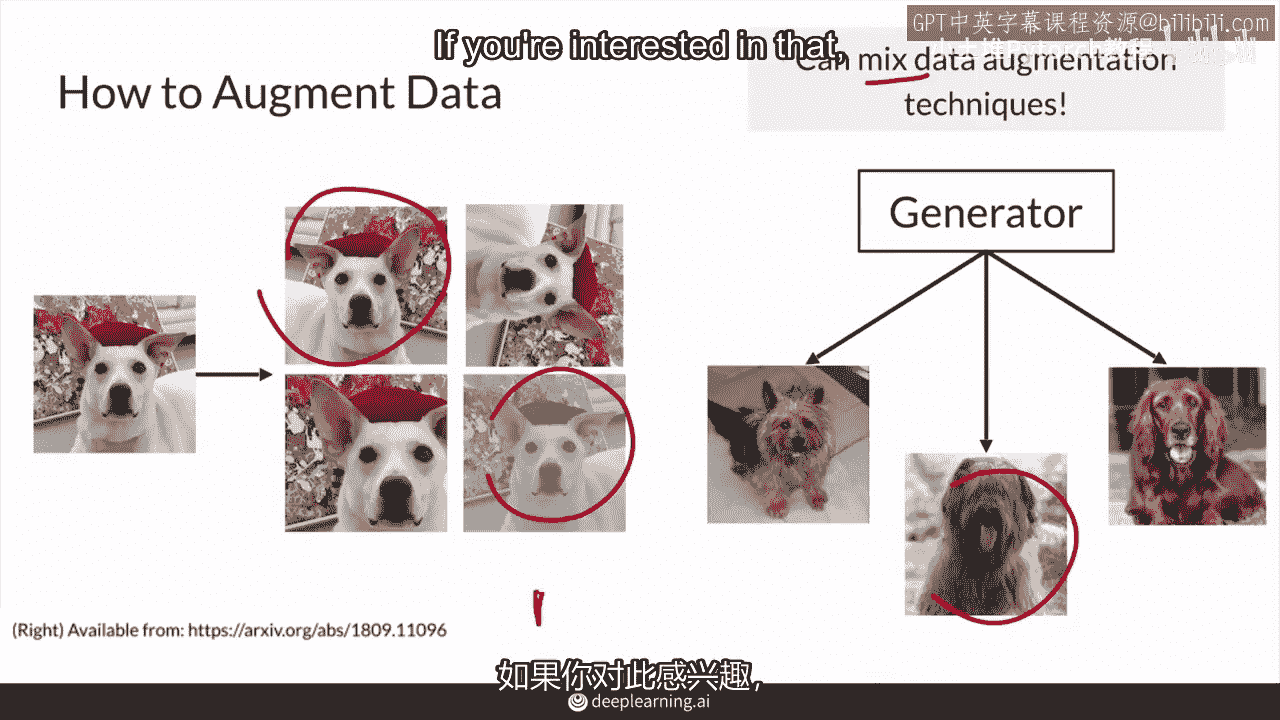 GPT中英字幕课程资源@bilibili.com
If you're interested in that,
Can mix data augmentation
techniques!
How to Augment Data
Generator
(Right) Available from: https://arxiv.org/abs/1809.11096
如果你对此感兴趣,
deeplearning.ai